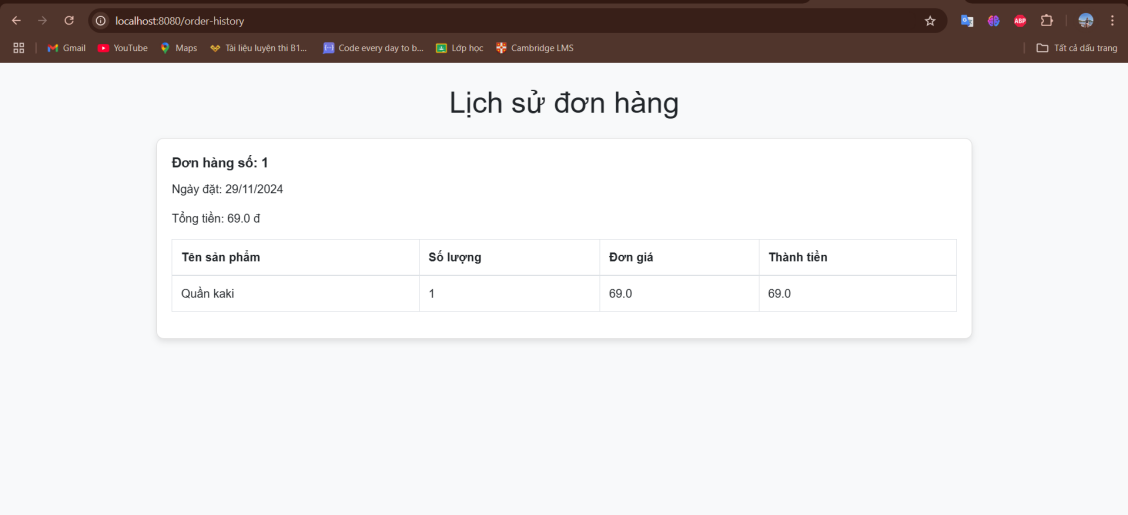 localhost:8080/order-history
ABP
Gmail YouTube Maps Tài liệu luyện thi B1... Code every day to b... Lớp học Cambridge LMS Tất cả dấu trang
Lịch sử đơn hàng
Đơn hàng số: 1
Ngày đặt: 29/11/2024
Tổng tiền: 69.0 đ
Tên sản phẩm Số lượng Đơn giá Thành tiền
Quần kaki 1 69.0 69.0